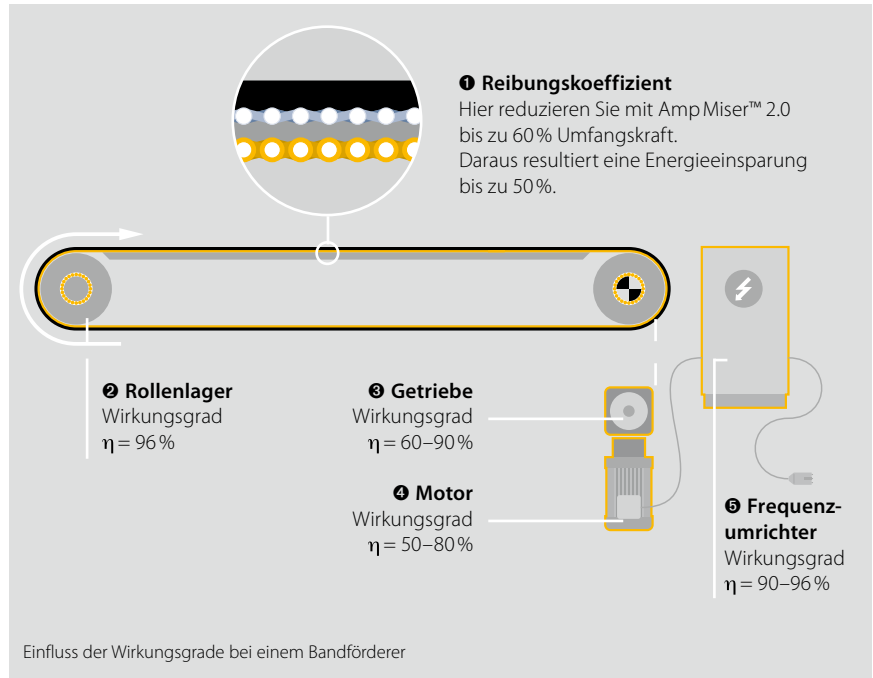 ❶ Reibungskoeffizient
Hier reduzieren Sie mit Amp Miser™ 2.0
bis zu 60 % Umfangskraft.
Daraus resultiert eine Energieeinsparung
bis zu 50 %.
❷ Rollenlager
Wirkungsgrad
η = 96 %
❸ Getriebe
Wirkungsgrad
η = 60–90 %
❹ Motor
Wirkungsgrad
η = 50–80 %
❺ Frequenz-
umrichter
Wirkungsgrad
η = 90–96 %
Einfluss der Wirkungsgrade bei einem Bandförderer